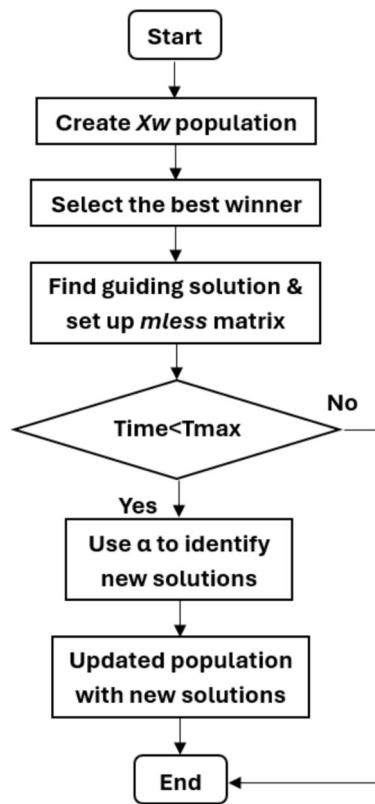 Start
Create Xw population
Select the best winner
Find guiding solution &
set up mless matrix
Time<Tmax
No
Yes
Use α to identify
new solutions
Updated population
with new solutions
End